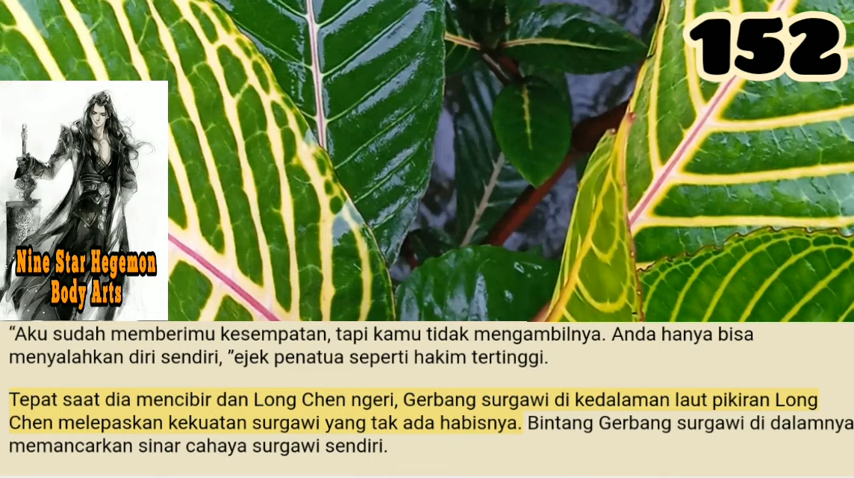 152
Nine Star Hegemon
Body Arts
“Aku sudah memberimu kesempatan, tapi kamu tidak mengambilnya. Anda hanya bisa
menyalahkan diri sendiri, ”ejek penatua seperti hakim tertinggi.
Tepat saat dia mencibir dan Long Chen ngeri, Gerbang surgawi di kedalaman laut pikiran Long
Chen melepaskan kekuatan surgawi yang tak ada habisnya. Bintang Gerbang surgawi di dalamnya
memancarkan sinar cahaya surgawi sendiri.